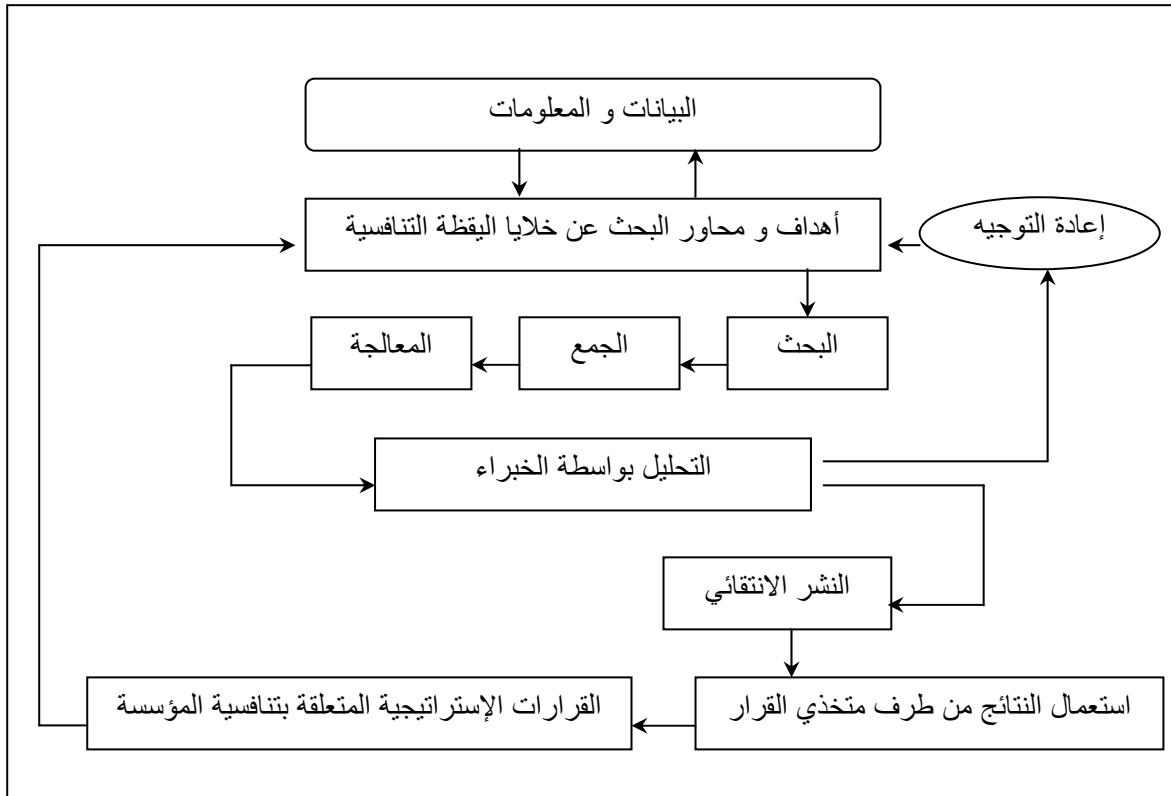 البيانات و المعلومات
أهداف و محاور البحث عن خلايا اليقظة التنافسية
إعادة التوجيه
البحث
الجمع
المعالجة
التحليل بواسطة الخبراء
النشر الانتقائي
استعمال النتائج من طرف متخذي القرار
القرارات الإستراتيجية المتعلقة بتنافسية المؤسسة